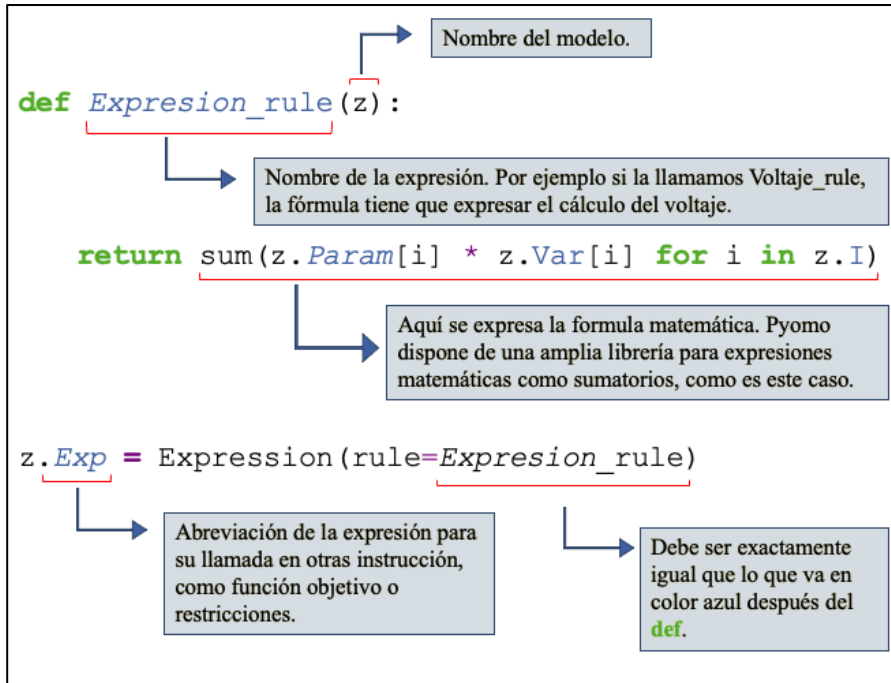 Nombre del modelo.
def Expresion_rule(z):
Nombre de la expresión. Por ejemplo si la llamamos Voltaje_rule,
la fórmula tiene que expresar el cálculo del voltaje.
return sum(z.Param[i] * z.Var[i] for i in z.I)
Aquí se expresa la formula matemática. Pyomo
dispone de una amplia librería para expresiones
matemáticas como sumatorios, como es este caso.
z.Exp = Expression(rule=Expresion_rule)
Abreviación de la expresión para
su llamada en otras instrucción,
como función objetivo o
restricciones.
Debe ser exactamente
igual que lo que va en
color azul después del
def.